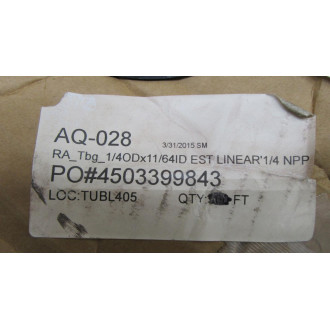 AQ-028 3/31/2015 SM
RA_Tbg_1/4ODx11/64ID EST LINEAR'1/4 NPP
PO#4503399843
LOC:TUBL405 QTY: FT